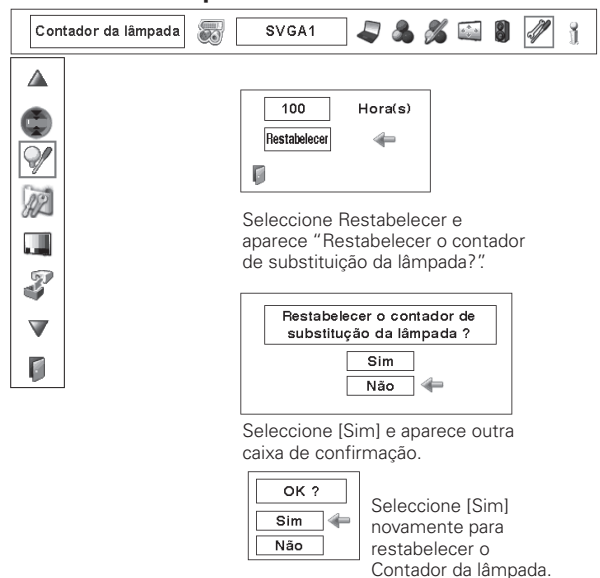 Contador da lâmpada
SVGA1
100 Hora(s)
Restabelecer
Seleccione Restabelecer e
aparece “Restabelecer o contador
de substituição da lâmpada?”.
Restabelecer o contador de
substitução da lâmpada ?
Sim
Não
Seleccione [Sim] e aparece outra
caixa de confirmação.
OK ?
Sim
Não
Seleccione [Sim]
novamente para
restabelecer o
Contador da lâmpada.